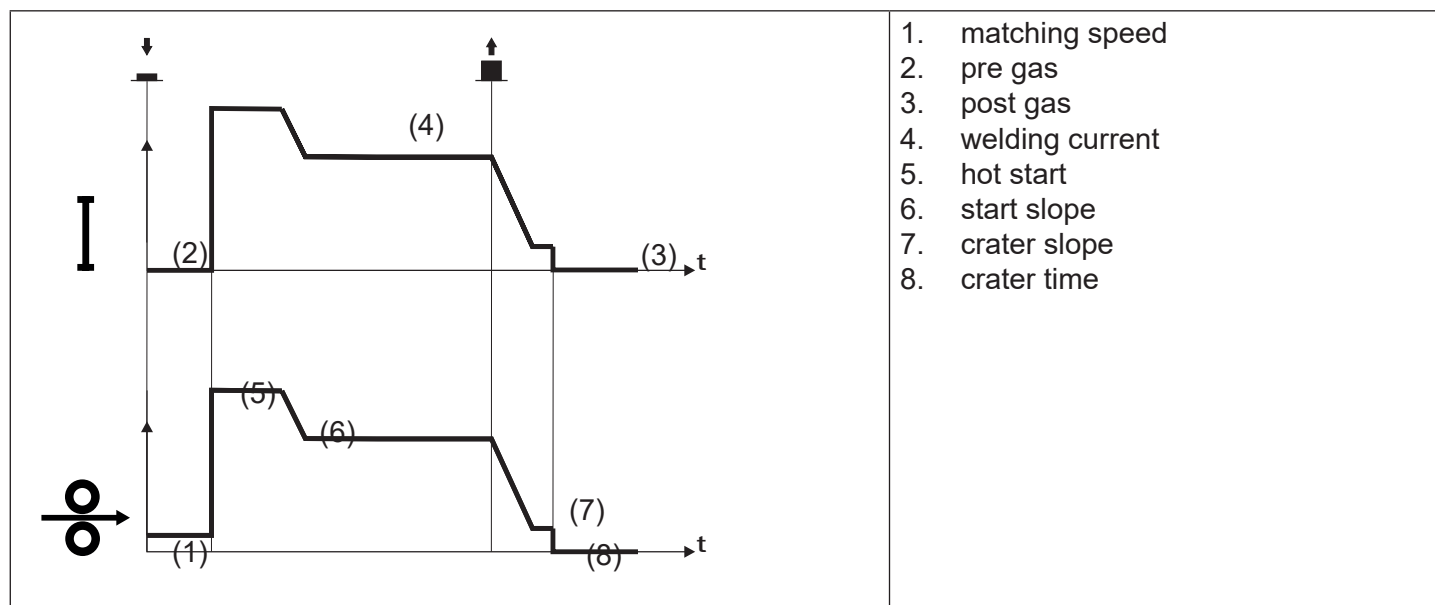 (4)
(2)
(3)
t
(5)
(6)
(7)
t
(1)
(8)
1. matching speed
2. pre gas
3. post gas
4. welding current
5. hot start
6. start slope
7. crater slope
8. crater time